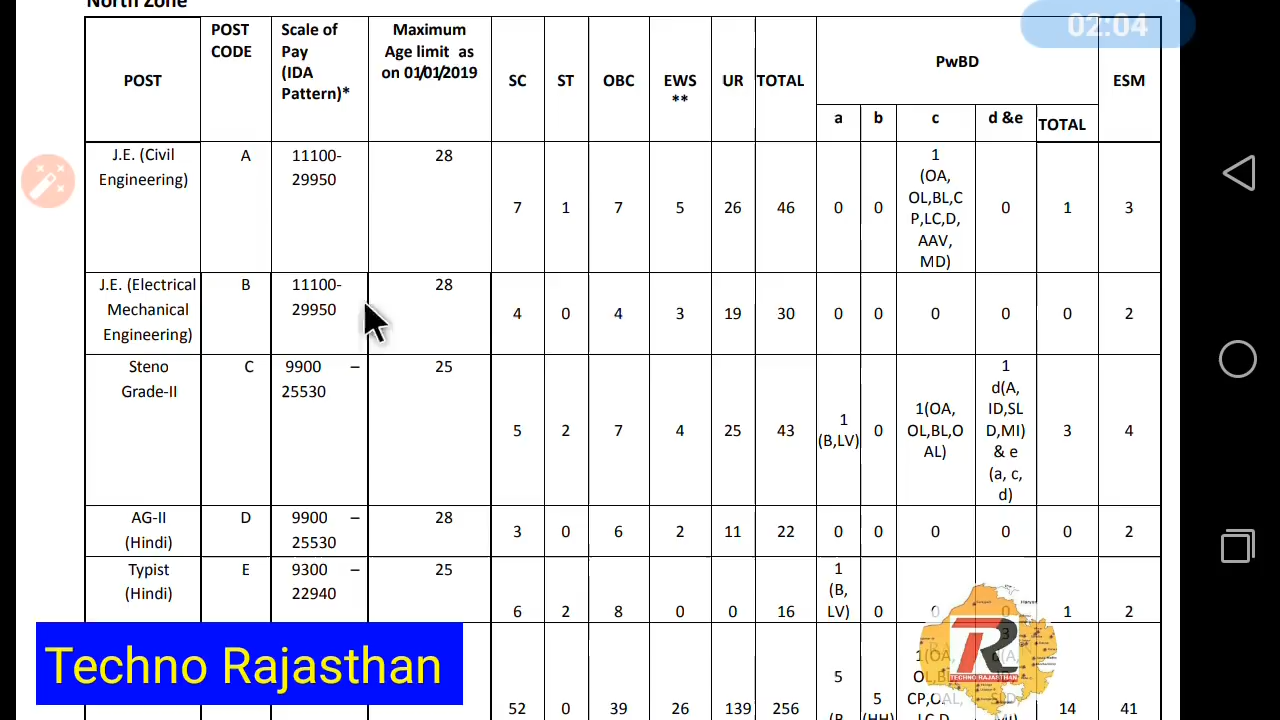 North Zone
02:04
POST
POST CODE
Scale of Pay (IDA Pattern)*
Maximum Age limit as on 01/01/2019
SC
ST
OBC
EWS **
UR
TOTAL
PwBD
ESM
a
b
c
d &e
TOTAL
J.E. (Civil Engineering)
A
11100-29950
28
7
1
7
5
26
46
0
0
1 (OA, OL,BL,CP,LC,D, AAV, MD)
0
1
3
J.E. (Electrical Mechanical Engineering)
B
11100-29950
28
4
0
4
3
19
30
0
0
0
0
0
2
Steno Grade-II
C
9900 – 25530
25
5
2
7
4
25
43
1 (B,LV)
0
1(OA, OL,BL,OAL)
1 d(A, ID,SLD,MI) & e (a, c, d)
3
4
AG-II (Hindi)
D
9900 – 25530
28
3
0
6
2
11
22
0
0
0
0
0
2
Typist (Hindi)
E
9300 – 22940
25
6
2
8
0
0
16
1 (B, LV)
0
0
0
1
2
52
0
39
26
139
256
5
5
14
41
Techno Rajasthan
TECHNO RAJASTHAN